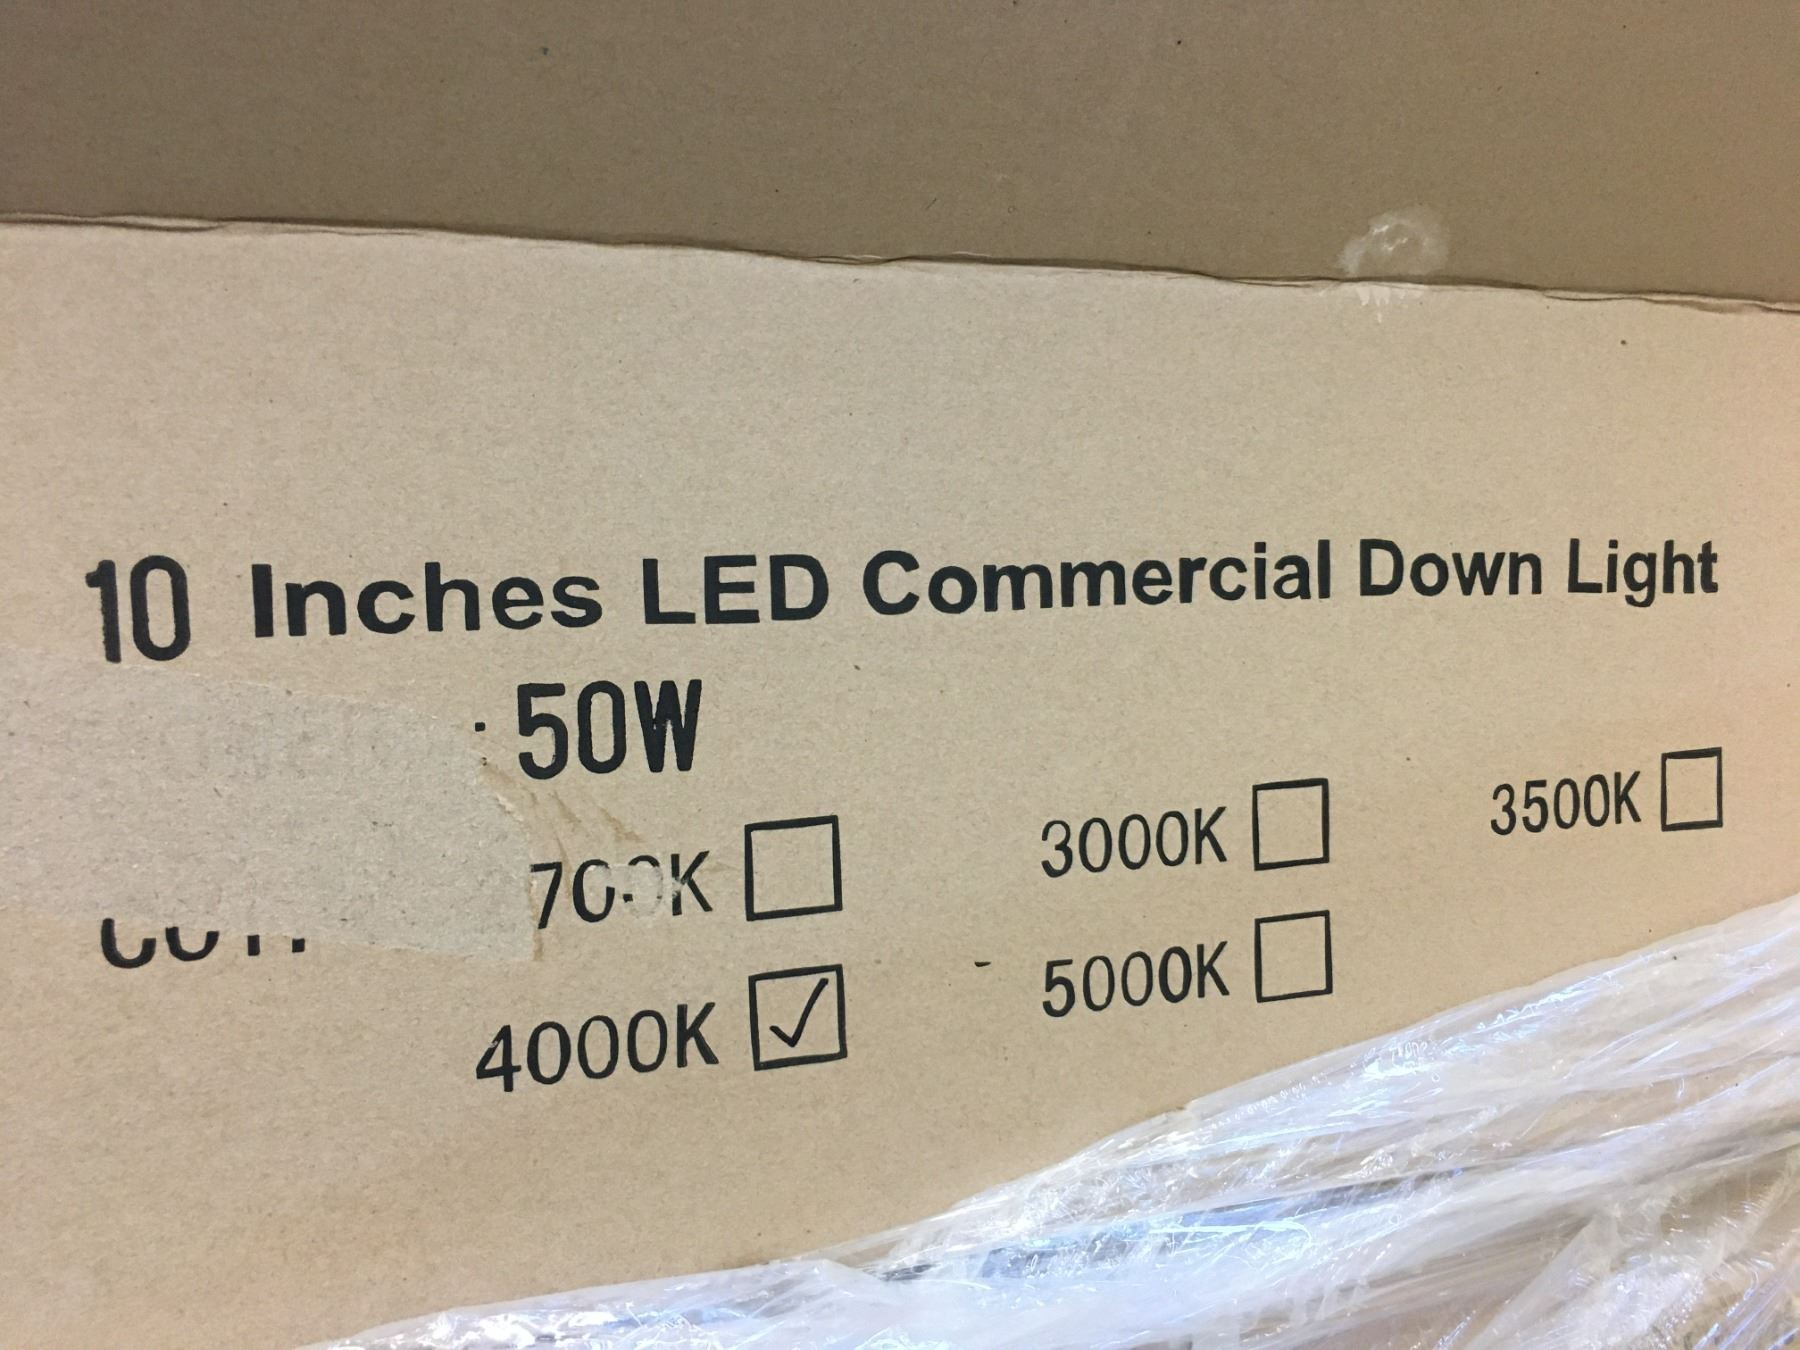 10 Inches LED Commercial Down Light
50W
3000K 3500K
4000K 5000K